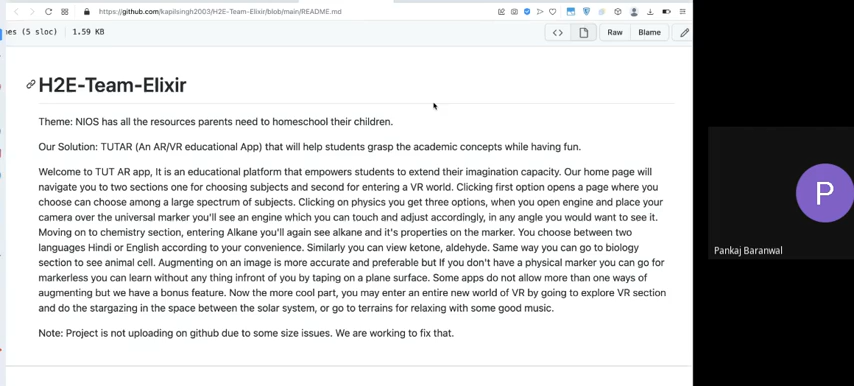 https://github.com/kapilsingh2003/H2E-Team-Elixir/blob/main/README.md
nes (5 sloc) 1.59 KB
Raw Blame
H2E-Team-Elixir
Theme: NIOS has all the resources parents need to homeschool their children.
Our Solution: TUTAR (An AR/VR educational App) that will help students grasp the academic concepts while having fun.
Welcome to TUT AR app, It is an educational platform that empowers students to extend their imagination capacity. Our home page will
navigate you to two sections one for choosing subjects and second for entering a VR world. Clicking first option opens a page where you
choose can choose among a large spectrum of subjects. Clicking on physics you get three options, when you open engine and place your
camera over the universal marker you'll see an engine which you can touch and adjust accordingly, in any angle you would want to see it.
Moving on to chemistry section, entering Alkane you'll again see alkane and it's properties on the marker. You choose between two
languages Hindi or English according to your convenience. Similarly you can view ketone, aldehyde. Same way you can go to biology
section to see animal cell. Augmenting on an image is more accurate and preferable but If you don't have a physical marker you can go for
markerless you can learn without any thing infront of you by taping on a plane surface. Some apps do not allow more than one ways of
augmenting but we have a bonus feature. Now the more cool part, you may enter an entire new world of VR by going to explore VR section
and do the stargazing in the space between the solar system, or go to terrains for relaxing with some good music.
Note: Project is not uploading on github due to some size issues. We are working to fix that.
P
Pankaj Baranwal